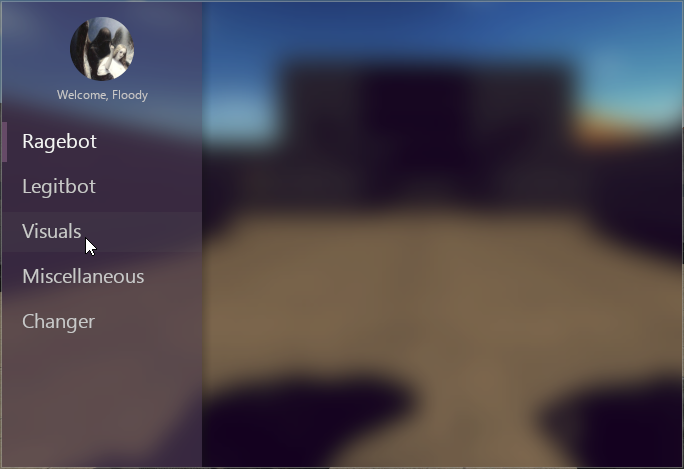 Welcome, Floody
Ragebot
Legitbot
Visuals
Miscellaneous
Changer